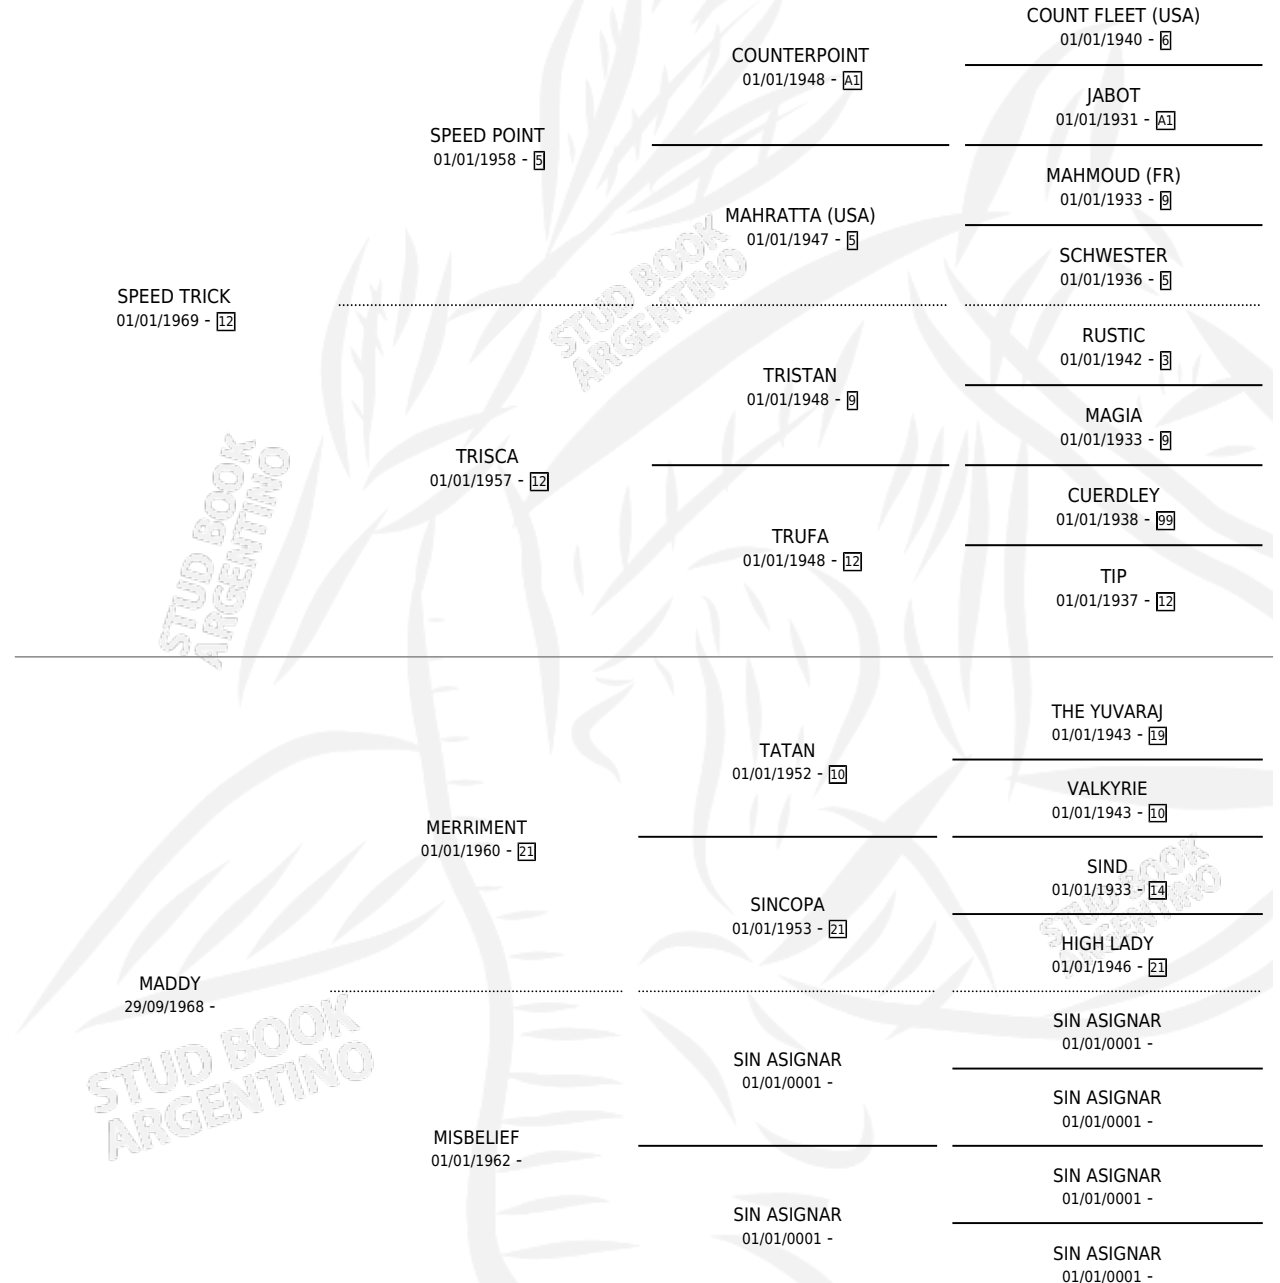 COUNT FLEET (USA)
01/01/1940 - 6
COUNTERPOINT
01/01/1948 - A1
JABOT
01/01/1931 - A1
SPEED POINT
01/01/1958 - 5
MAHMOUD (FR)
01/01/1933 - 9
MAHRATTA (USA)
01/01/1947 - 5
SCHWESTER
01/01/1936 - 5
SPEED TRICK
01/01/1969 - 12
STUD BOOK
ARGENTINO
RUSTIC
01/01/1942 - 3
TRISTAN
01/01/1948 - 9
MAGIA
01/01/1933 - 9
TRISCA
01/01/1957 - 12
CUERDLEY
01/01/1938 - 99
TRUFA
01/01/1948 - 12
TIP
01/01/1937 - 12
STUD BOOK
ARGENTINO
THE YUVARAJ
01/01/1943 - 19
TATAN
01/01/1952 - 10
VALKYRIE
01/01/1943 - 10
MERRIMENT
01/01/1960 - 21
SIND
01/01/1933 - 14
SINCOPA
01/01/1953 - 21
STUD BOOK
ARGENTINO
HIGH LADY
01/01/1946 - 21
MADDY
29/09/1968 -
SIN ASIGNAR
01/01/0001 -
SIN ASIGNAR
01/01/0001 -
STUD BOOK
ARGENTINO
SIN ASIGNAR
01/01/0001 -
MISBELIEF
01/01/1962 -
SIN ASIGNAR
01/01/0001 -
SIN ASIGNAR
01/01/0001 -
SIN ASIGNAR
01/01/0001 -